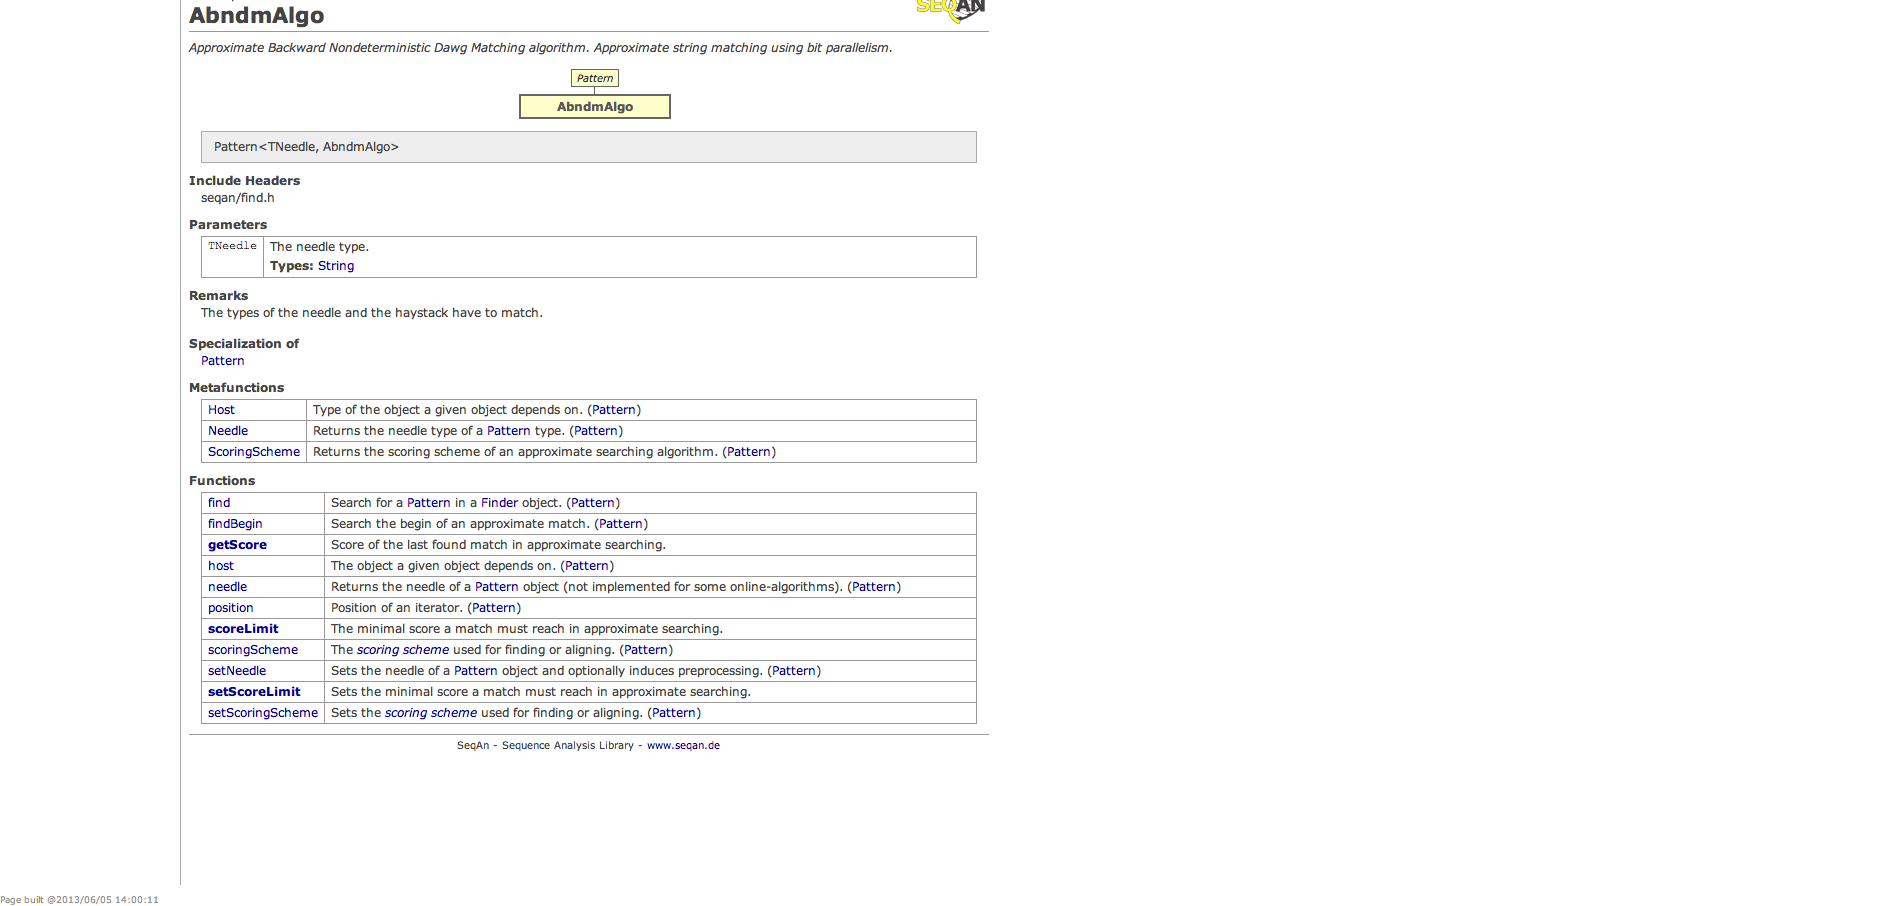 AbndmAlgo
SEQAN
Approximate Backward Nondeterministic Dawg Matching algorithm. Approximate string matching using bit parallelism.
Pattern
AbndmAlgo
Pattern<TNeedle, AbndmAlgo>
Include Headers
seqan/find.h
Parameters
TNeedle The needle type.
Types: String
Remarks
The types of the needle and the haystack have to match.
Specialization of
Pattern
Metafunctions
Host Type of the object a given object depends on. (Pattern)
Needle Returns the needle type of a Pattern type. (Pattern)
ScoringScheme Returns the scoring scheme of an approximate searching algorithm. (Pattern)
Functions
find Search for a Pattern in a Finder object. (Pattern)
findBegin Search the begin of an approximate match. (Pattern)
getScore Score of the last found match in approximate searching.
host The object a given object depends on. (Pattern)
needle Returns the needle of a Pattern object (not implemented for some online-algorithms). (Pattern)
position Position of an iterator. (Pattern)
scoreLimit The minimal score a match must reach in approximate searching.
scoringScheme The scoring scheme used for finding or aligning. (Pattern)
setNeedle Sets the needle of a Pattern object and optionally induces preprocessing. (Pattern)
setScoreLimit Sets the minimal score a match must reach in approximate searching.
setScoringScheme Sets the scoring scheme used for finding or aligning. (Pattern)
SeqAn - Sequence Analysis Library - www.seqan.de
Page built @2013/06/05 14:00:11